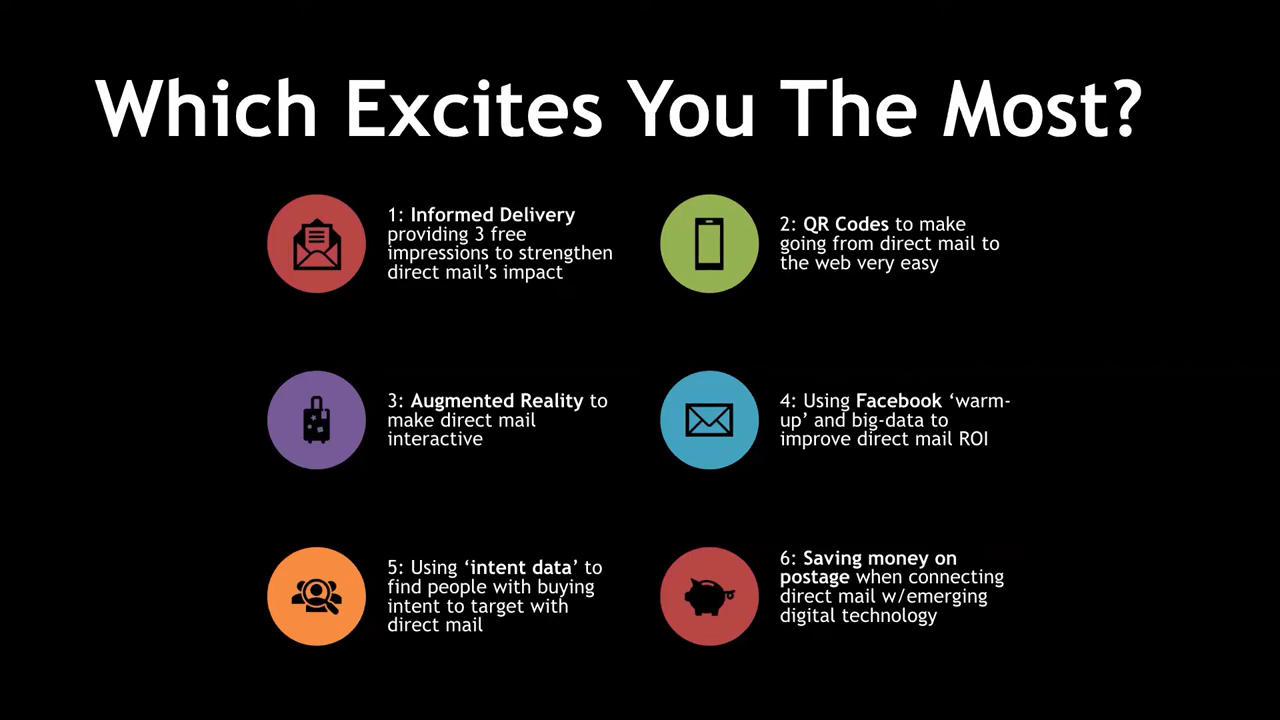 Which Excites You The Most?
1: Informed Delivery
providing 3 free
impressions to strengthen
direct mail’s impact
2: QR Codes to make
going from direct mail to
the web very easy
3: Augmented Reality to
make direct mail
interactive
4: Using Facebook ‘warm-
up’ and big-data to
improve direct mail ROI
5: Using ‘intent data’ to
find people with buying
intent to target with
direct mail
6: Saving money on
postage when connecting
direct mail w/emerging
digital technology